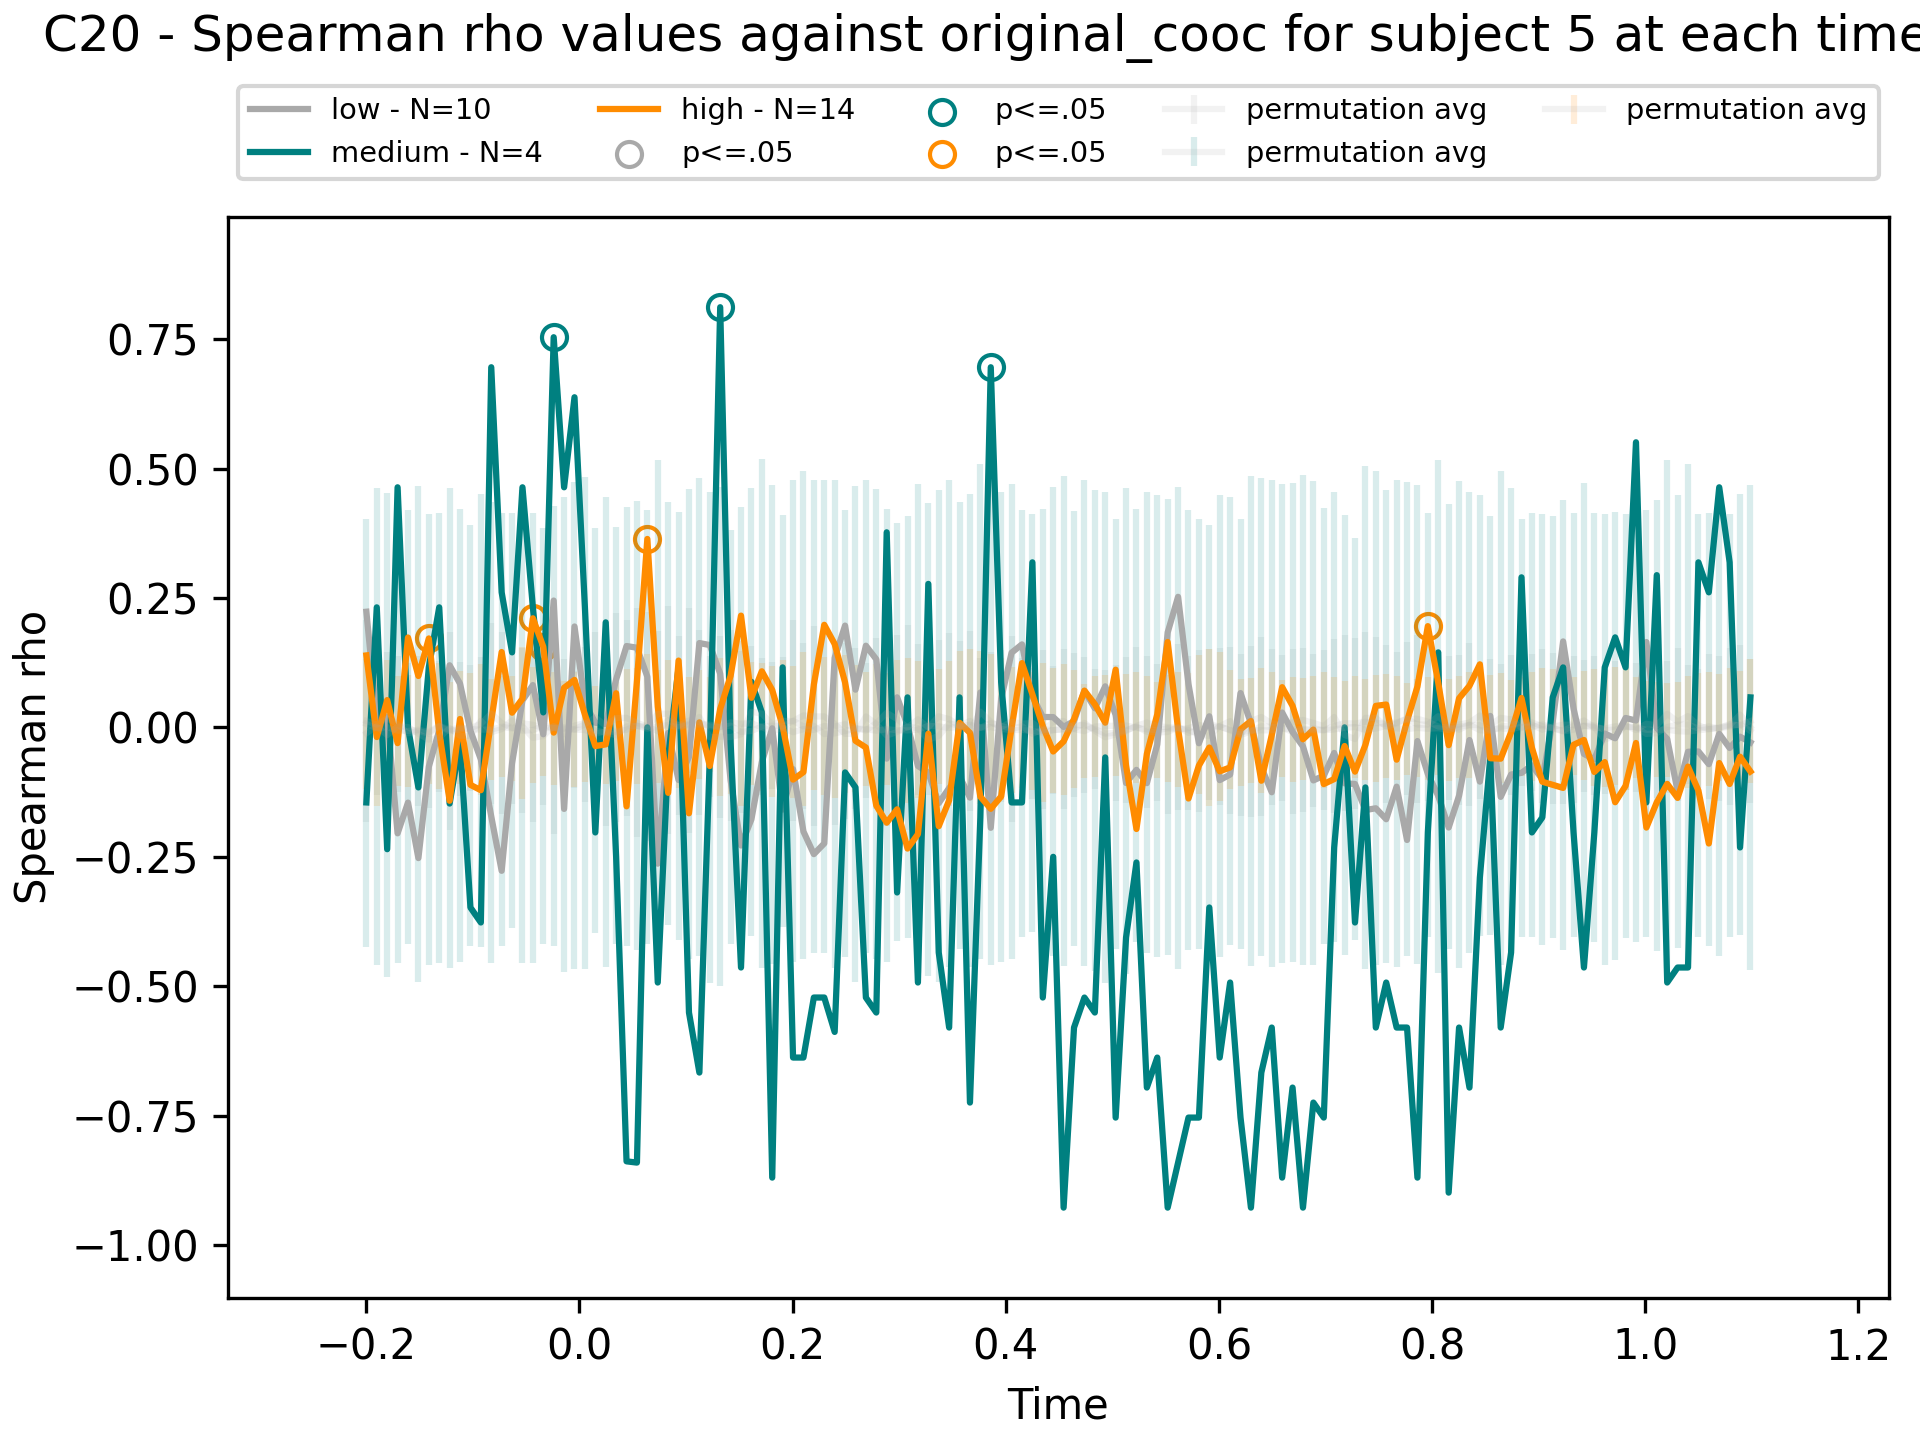 C20 - Spearman rho values against original_cooc for subject 5 at each time
low - N=10
medium - N=4
high - N=14
p<=.05
p<=.05
p<=.05
permutation avg
permutation avg
permutation avg
Spearman rho
0.75
0.50
0.25
0.00
−0.25
−0.50
−0.75
−1.00
−0.2 0.0 0.2 0.4 0.6 0.8 1.0 1.2
Time